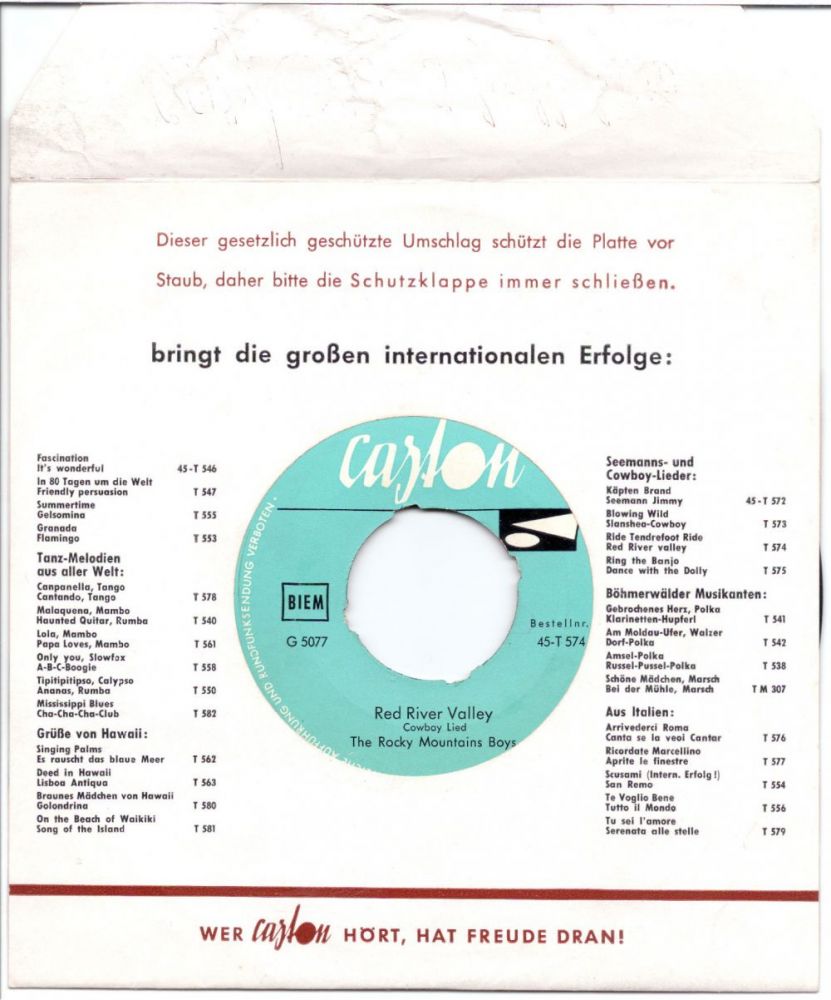 Dieser gesetzlich geschützte Umschlag schützt die Platte vor
Staub, daher bitte die Schutzklappe immer schließen.
bringt die großen internationalen Erfolge:
Fascination
It's wonderful 45-T 546
In 80 Tagen um die Welt
Friendly persuasion T 547
Summertime
Gelsomina T 555
Granada
Flamingo T 553
Tanz-Melodien
aus aller Welt:
Canpanella, Tango
Cantando, Tango T 578
Malaquena, Mambo
Haunted Quitar, Rumba T 540
Lola, Mambo
Papa Loves, Mambo T 561
Only you, Slowfox
A-B-C-Boogie T 558
Tipitipitipso, Calypso
Ananas, Rumba T 550
Mississippi Blues
Cha-Cha-Cha-Club T 582
Grüße von Hawaii:
Singing Palms
Es rauscht das blaue Meer T 562
Deed in Hawaii
Lisboa Antiqua T 563
Braunes Mädchen von Hawaii
Golondrina T 580
On the Beach of Waikiki
Song of the Island T 581
caston
BIEM
G 5077
Bestellnr.
45-T 574
Red River Valley
Cowboy Lied
The Rocky Mountains Boys
AUFFÜHRUNG UND RUNDFUNKSENDUNG VERBOTEN.
Seemanns- und
Cowboy-Lieder:
Käpten Brand
Seemann Jimmy 45-T 572
Blowing Wild
Slanshea-Cowboy T 573
Ride Tendrefoot Ride
Red River valley T 574
Ring the Banjo
Dance with the Dolly T 575
Böhmerwälder Musikanten:
Gebrochenes Herz, Polka
Klarinetten-Hupferl T 541
Am Moldau-Ufer, Walzer
Dorf-Polka T 542
Amsel-Polka
Russel-Pussel-Polka T 538
Schöne Mädchen, Marsch
Bei der Mühle, Marsch T M 307
Aus Italien:
Arrivederci Roma
Canta se la veoi Cantar T 576
Ricordate Marcellino
Aprite le finestre T 577
Scusami (Intern. Erfolg!)
San Remo T 554
Te Voglio Bene
Tutto il Mondo T 556
Tu sei l'amore
Serenata alle stelle T 579
WER caston HÖRT, HAT FREUDE DRAN!